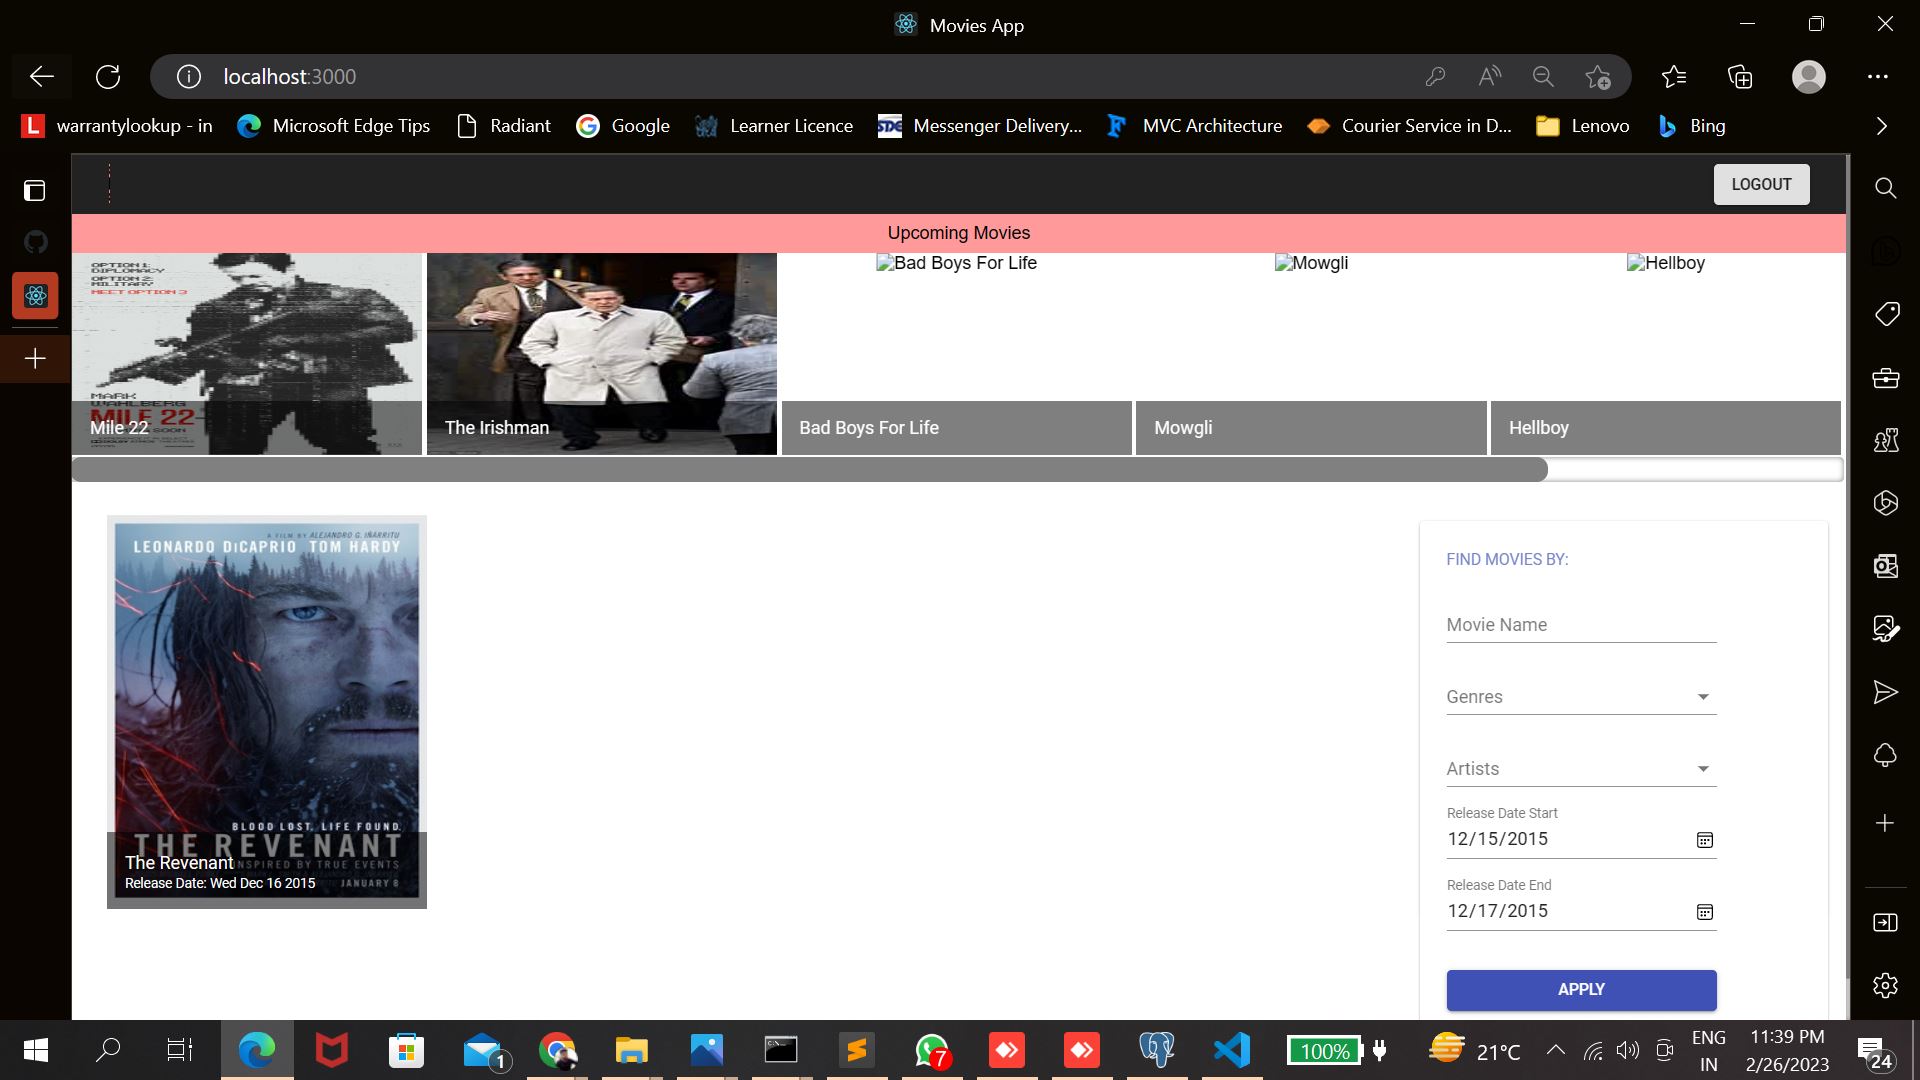 Movies App
localhost:3000
warrantylookup - in
Microsoft Edge Tips
Radiant
Google
Learner Licence
Messenger Delivery...
MVC Architecture
Courier Service in D...
Lenovo
Bing
LOGOUT
Upcoming Movies
OPTION 1:
DIPLOMACY
OPTION 2:
MILITARY
MEET OPTION 3
MARK
WAHLBERG
MILE 22
Mile 22
The Irishman
Bad Boys For Life
Bad Boys For Life
Mowgli
Mowgli
Hellboy
Hellboy
A FILM BY ALEJANDRO G. IÑÁRRITU
LEONARDO DiCAPRIO TOM HARDY
BLOOD LOST. LIFE FOUND.
THE REVENANT
INSPIRED BY TRUE EVENTS
JANUARY 8
The Revenant
Release Date: Wed Dec 16 2015
FIND MOVIES BY:
Movie Name
Genres
Artists
Release Date Start
12/15/2015
Release Date End
12/17/2015
APPLY
1
7
100%
21°C
ENG
IN
11:39 PM
2/26/2023
24